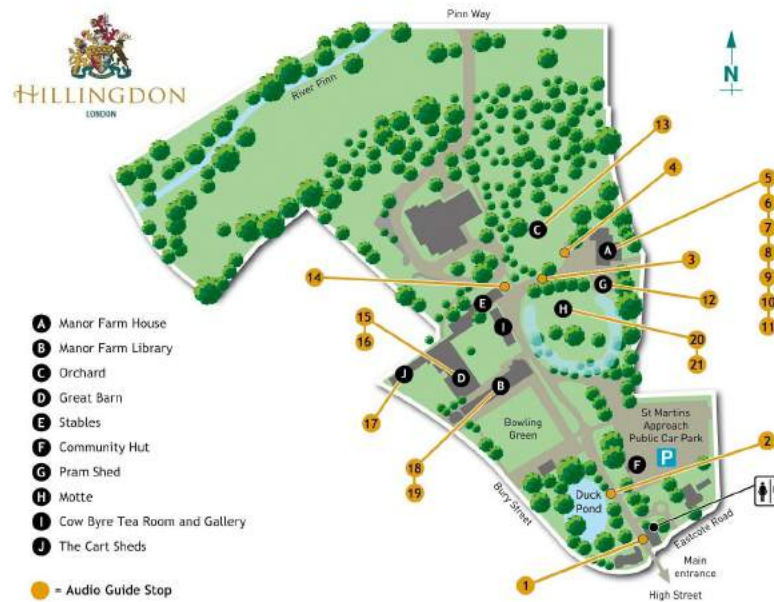 Pinn Way
HILLINGDON
LONDON
River Pinn
N
13
4
5
6
7
8
9
10
11
C
A
3
14
G
12
E
H
I
20
21
15
16
J
D
B
17
18
19
Bowling
Green
St Martins
Approach
Public Car Park
P
F
2
Duck
Pond
Bury Street
Eastcote Road
1
Main
entrance
High Street
A Manor Farm House
B Manor Farm Library
C Orchard
D Great Barn
E Stables
F Community Hut
G Pram Shed
H Motte
I Cow Byre Tea Room and Gallery
J The Cart Sheds
= Audio Guide Stop